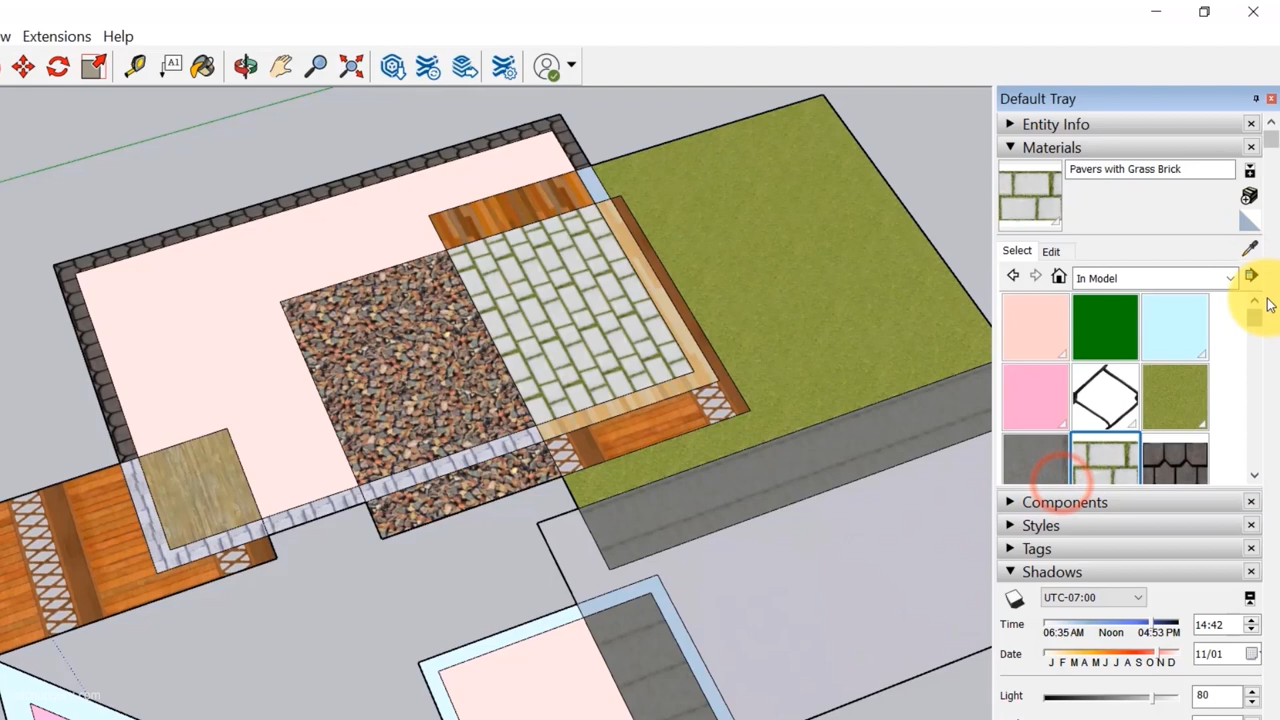 w Extensions Help
A1
Default Tray
Entity Info
Materials
Pavers with Grass Brick
Select Edit
In Model
Components
Styles
Tags
Shadows
UTC-07:00
Time 06:35 AM Noon 04:53 PM 14:42
Date J F M A M J J A S O N D 11/01
Light 80